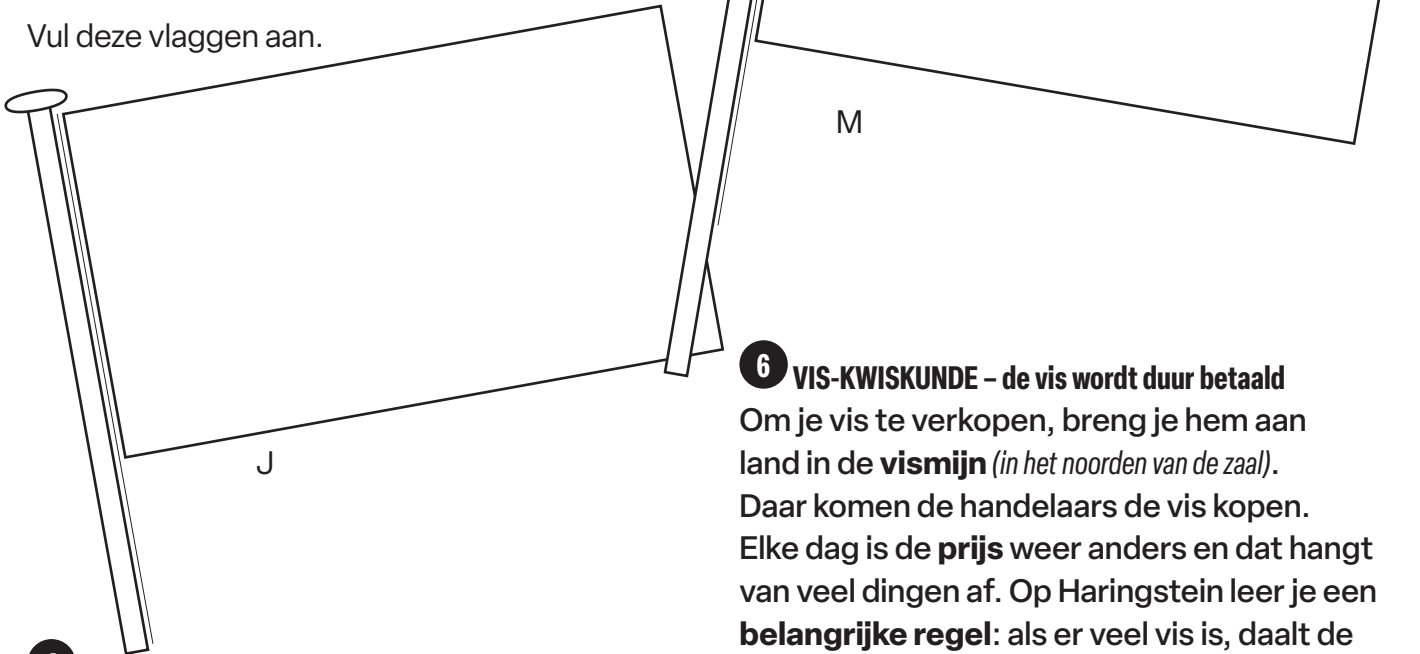 Vul deze vlaggen aan.
M
J
6 VIS-KWISKUNDE – de vis wordt duur betaald
Om je vis te verkopen, breng je hem aan
land in de vismijn (in het noorden van de zaal).
Daar komen de handelaars de vis kopen.
Elke dag is de prijs weer anders en dat hangt
van veel dingen af. Op Haringstein leer je een
belangrijke regel: als er veel vis is, daalt de